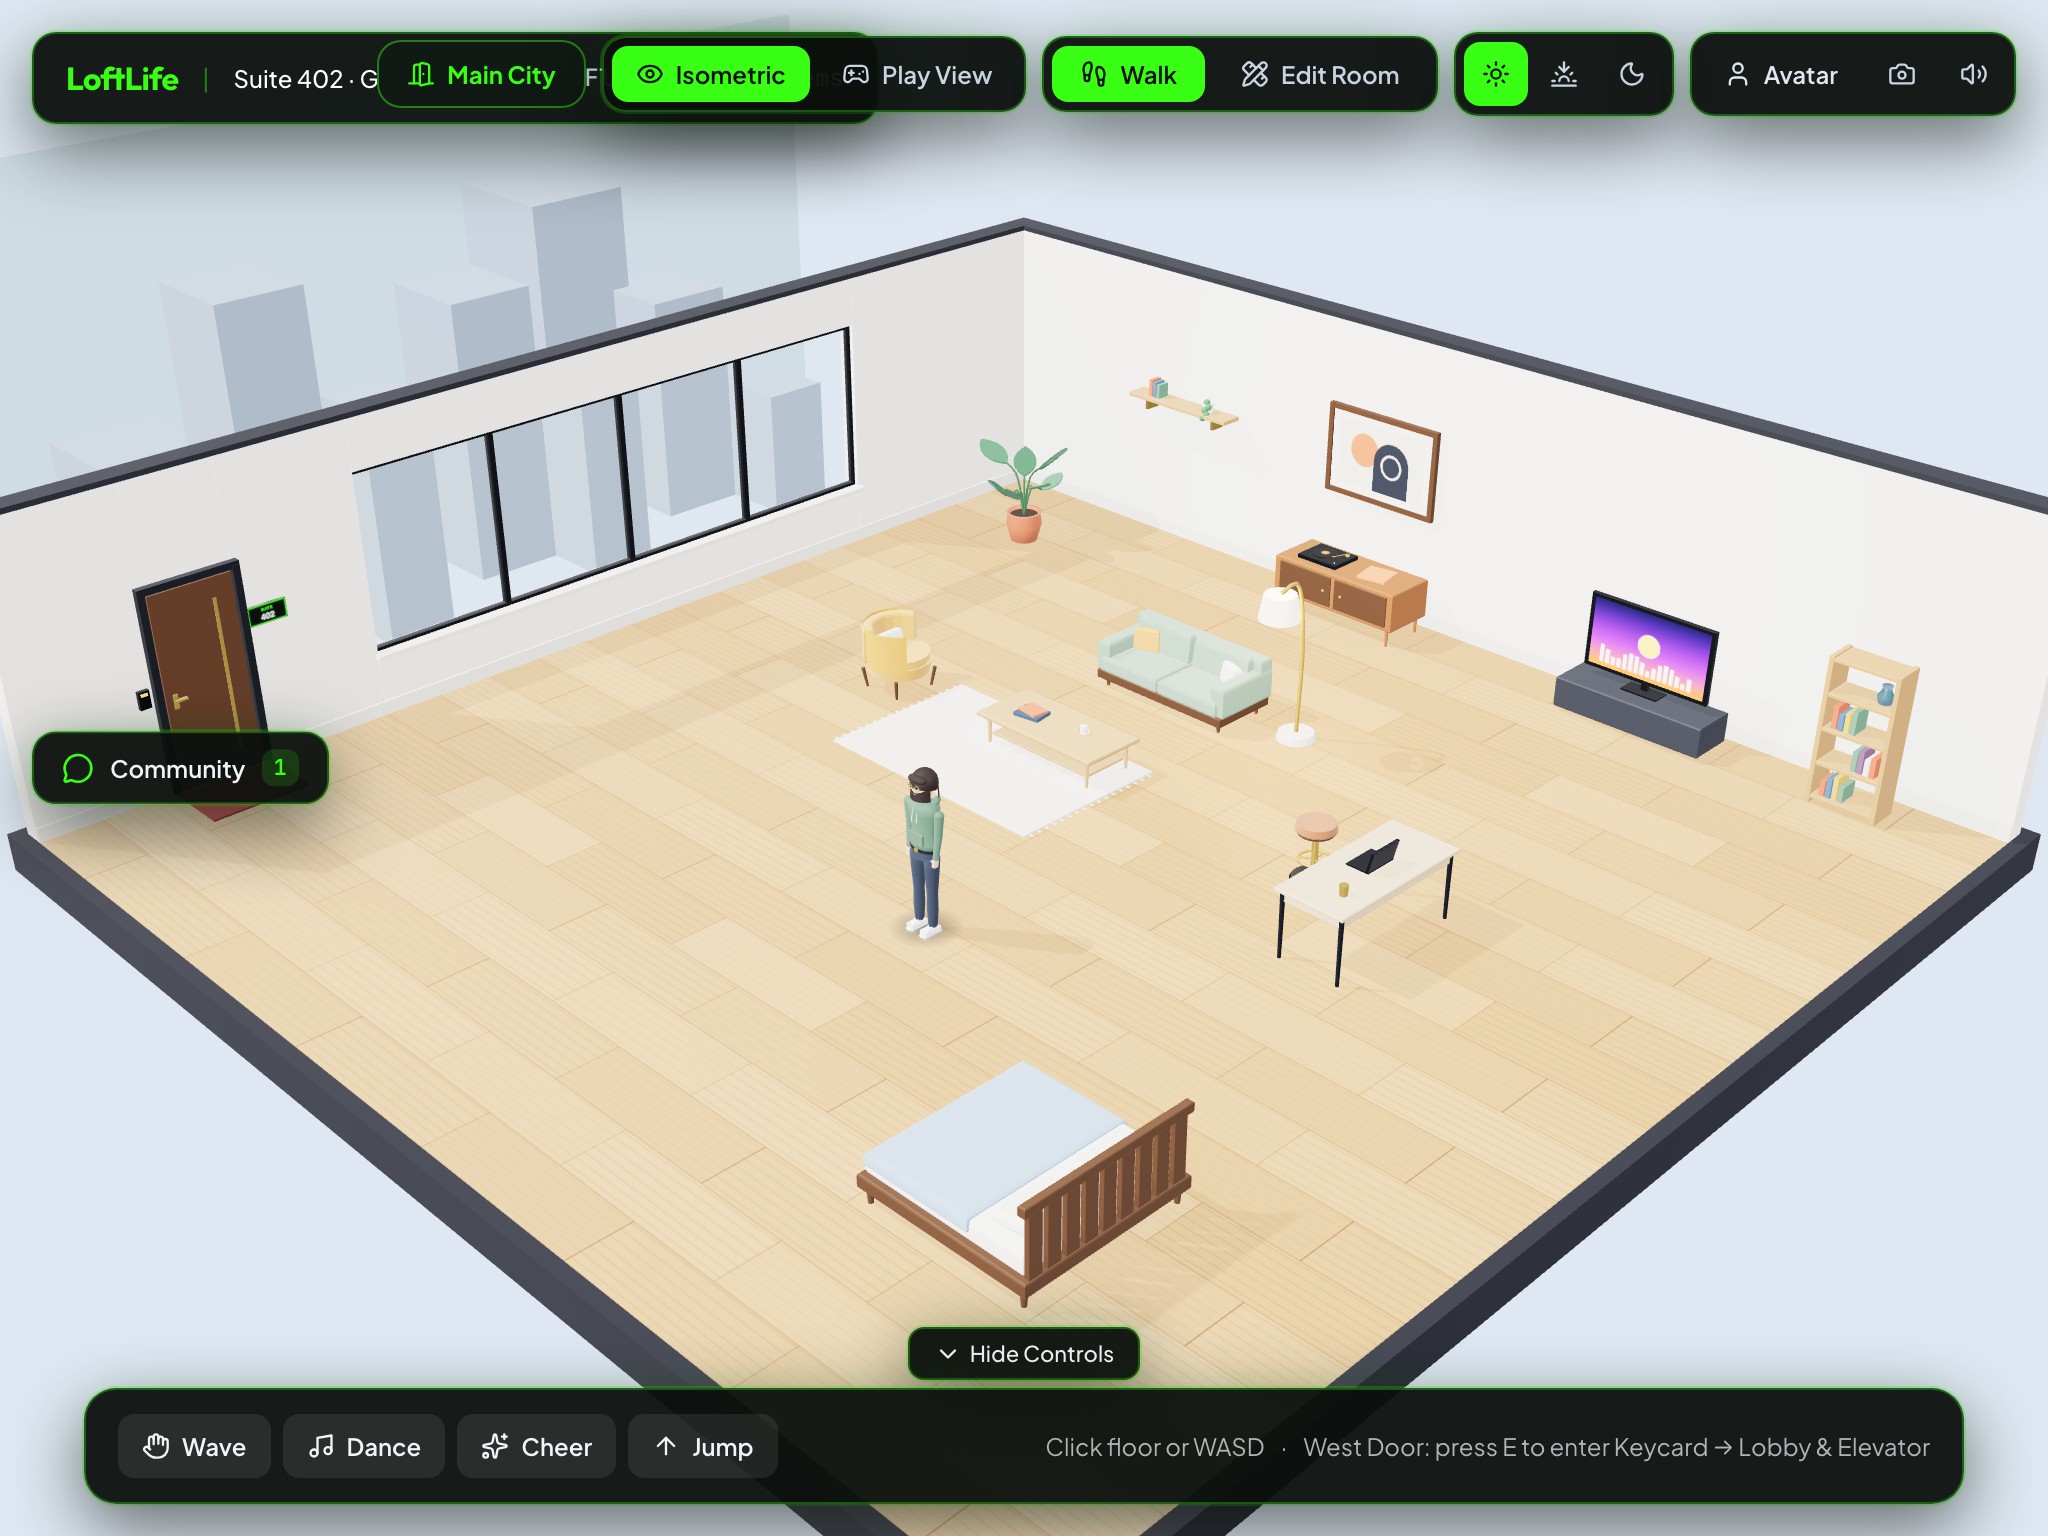 LoftLife
Suite 402 · G
Main City
Isometric
Play View
Walk
Edit Room
Avatar
402
Community 1
Hide Controls
Wave
Dance
Cheer
Jump
Click floor or WASD · West Door: press E to enter Keycard → Lobby & Elevator